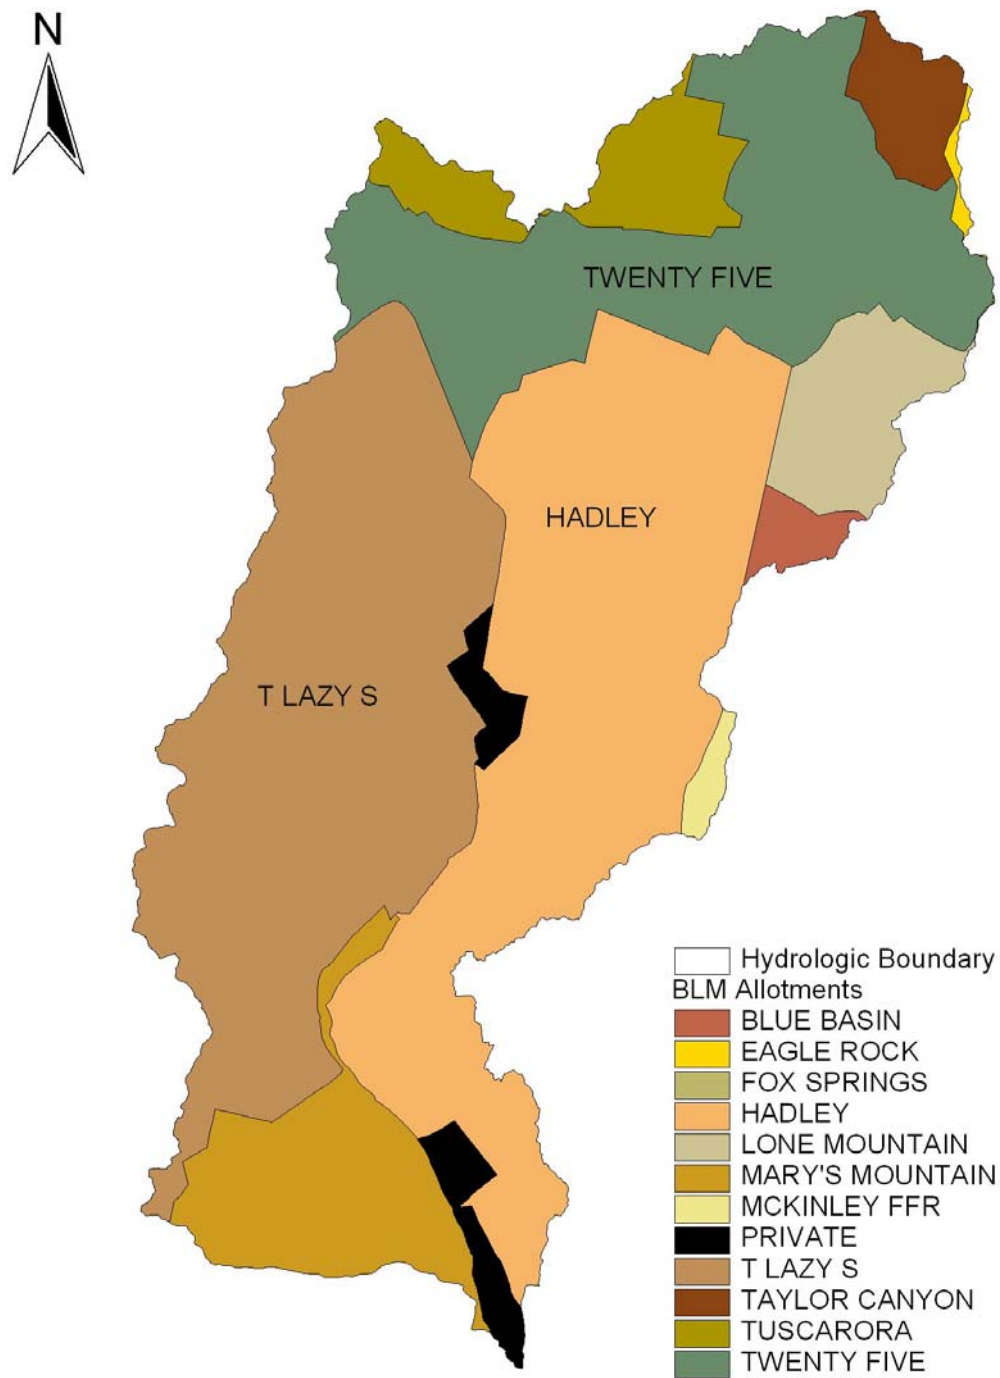 N
TWENTY FIVE
HADLEY
T LAZY S
Hydrologic Boundary
BLM Allotments
BLUE BASIN
EAGLE ROCK
FOX SPRINGS
HADLEY
LONE MOUNTAIN
MARY'S MOUNTAIN
MCKINLEY FFR
PRIVATE
T LAZY S
TAYLOR CANYON
TUSCARORA
TWENTY FIVE